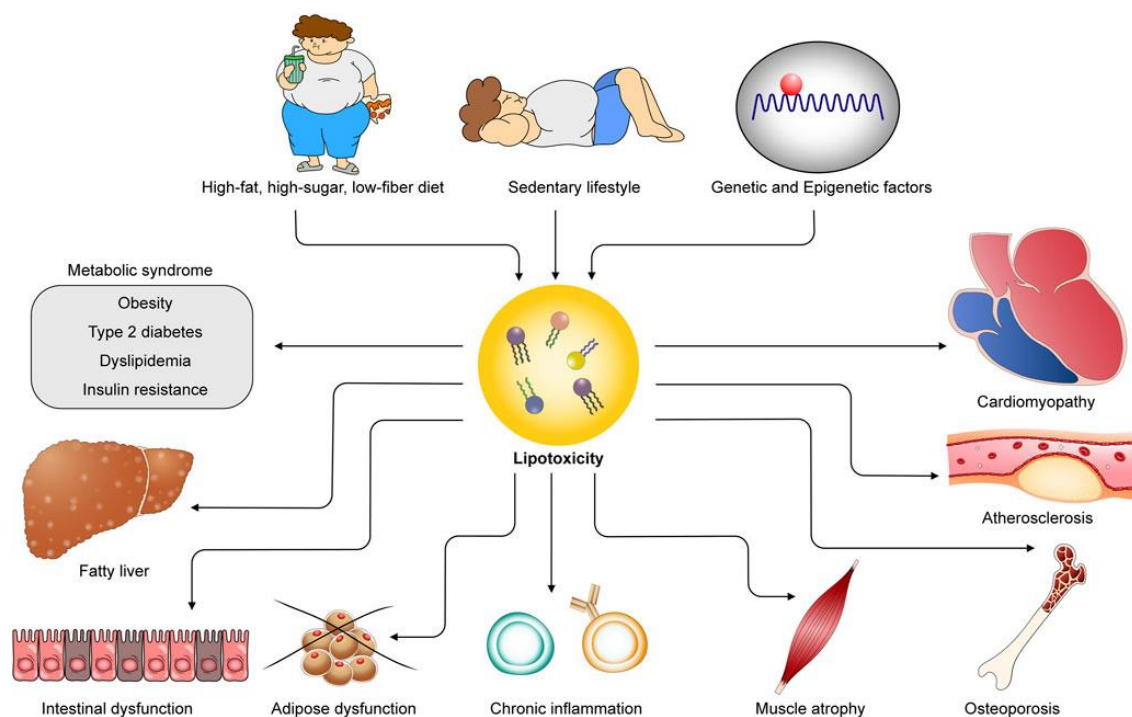 High-fat, high-sugar, low-fiber diet
Sedentary lifestyle
Genetic and Epigenetic factors
Metabolic syndrome
Obesity
Type 2 diabetes
Dyslipidemia
Insulin resistance
Cardiomyopathy
Lipotoxicity
Atherosclerosis
Fatty liver
Intestinal dysfunction
Adipose dysfunction
Chronic inflammation
Muscle atrophy
Osteoporosis